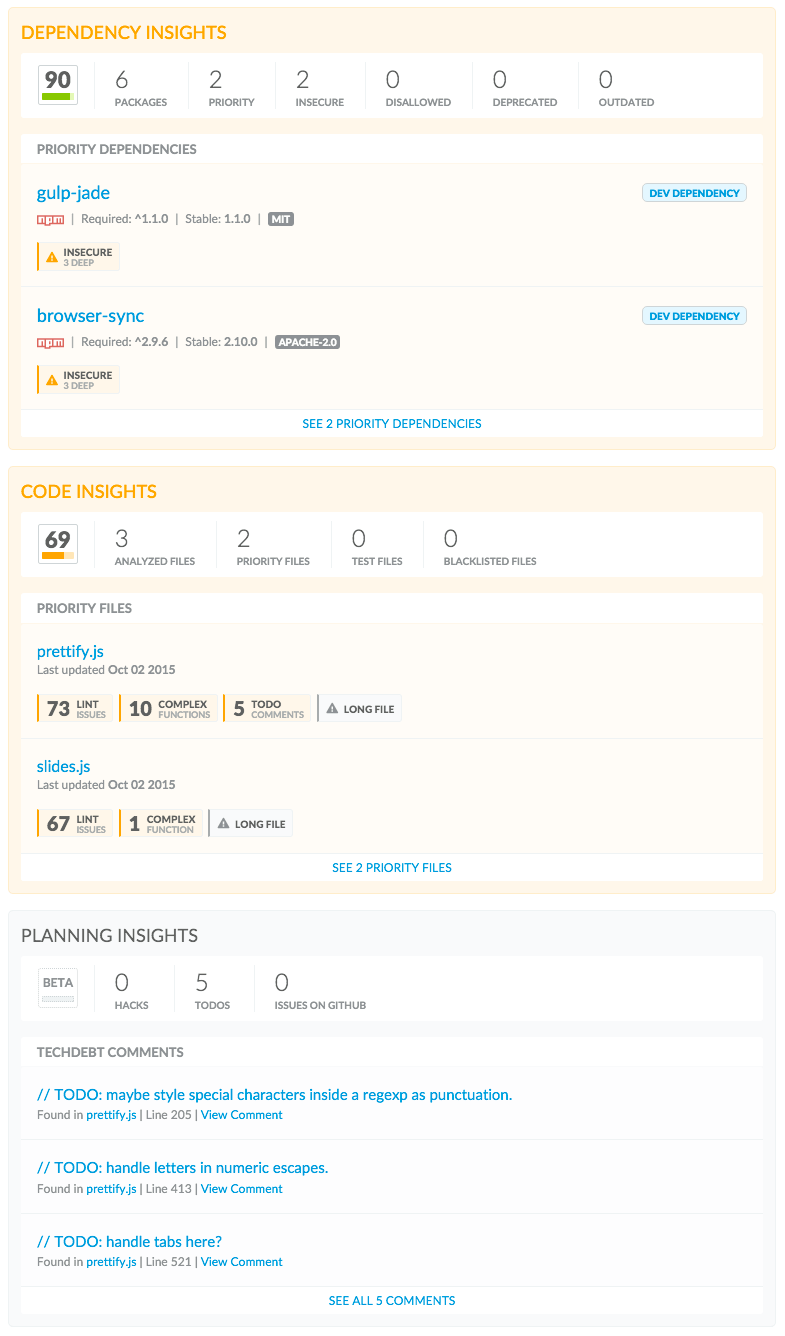 DEPENDENCY INSIGHTS
90 6 2 2 0 0 0
PACKAGES PRIORITY INSECURE DISALLOWED DEPRECATED OUTDATED
PRIORITY DEPENDENCIES
gulp-jade DEV DEPENDENCY
npm | Required: ^1.1.0 | Stable: 1.1.0 | MIT
INSECURE
3 DEEP
browser-sync DEV DEPENDENCY
npm | Required: ^2.9.6 | Stable: 2.10.0 | APACHE-2.0
INSECURE
3 DEEP
SEE 2 PRIORITY DEPENDENCIES
CODE INSIGHTS
69 3 2 0 0
ANALYZED FILES PRIORITY FILES TEST FILES BLACKLISTED FILES
PRIORITY FILES
prettify.js
Last updated Oct 02 2015
73 LINT ISSUES 10 COMPLEX FUNCTIONS 5 TODO COMMENTS LONG FILE
slides.js
Last updated Oct 02 2015
67 LINT ISSUES 1 COMPLEX FUNCTION LONG FILE
SEE 2 PRIORITY FILES
PLANNING INSIGHTS
BETA 0 5 0
HACKS TODOS ISSUES ON GITHUB
TECHDEBT COMMENTS
// TODO: maybe style special characters inside a regexp as punctuation.
Found in prettify.js | Line 205 | View Comment
// TODO: handle letters in numeric escapes.
Found in prettify.js | Line 413 | View Comment
// TODO: handle tabs here?
Found in prettify.js | Line 521 | View Comment
SEE ALL 5 COMMENTS